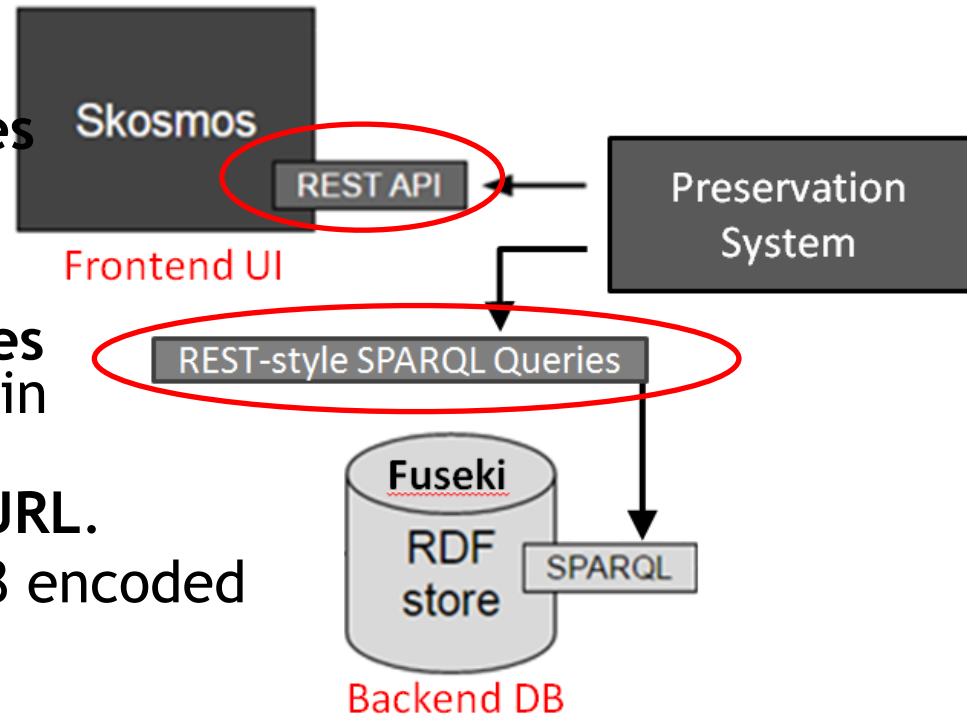 Skosmos
es
REST API
Preservation
System
Frontend UI
es
REST-style SPARQL Queries
in
Fuseki
URL.
RDF
SPARQL
8 encoded
store
Backend DB